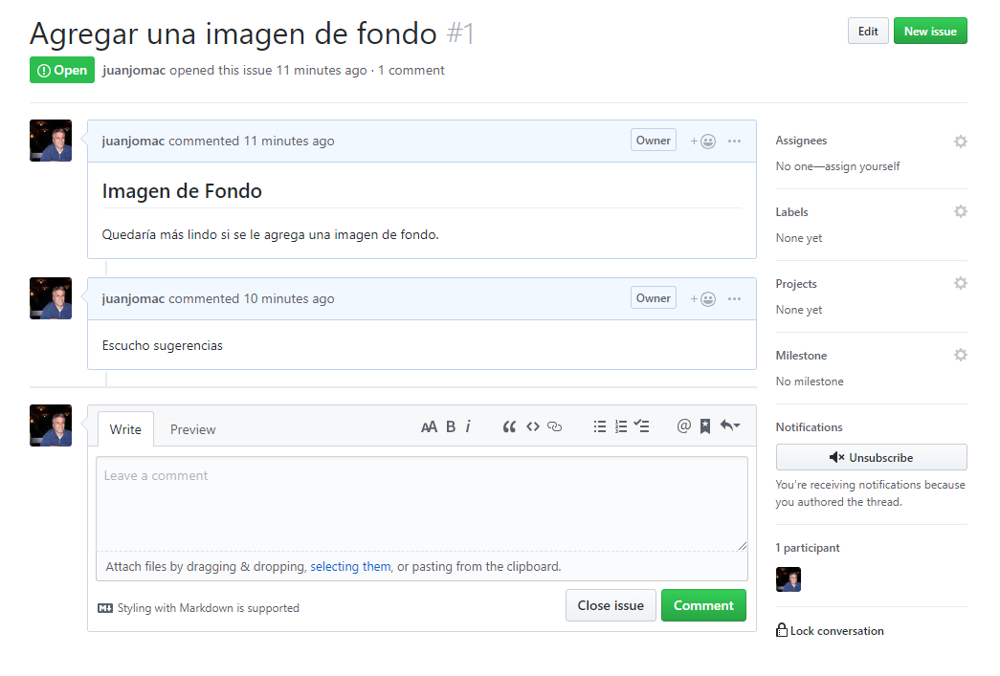 Agregar una imagen de fondo #1
Edit
New issue
Open
juanjomac opened this issue 11 minutes ago · 1 comment
juanjomac commented 11 minutes ago
Owner
Imagen de Fondo
Quedaría más lindo si se le agrega una imagen de fondo.
juanjomac commented 10 minutes ago
Owner
Escucho sugerencias
Write
Preview
AA B i
@
Leave a comment
Attach files by dragging & dropping, selecting them, or pasting from the clipboard.
Styling with Markdown is supported
Close issue
Comment
Assignees
No one—assign yourself
Labels
None yet
Projects
None yet
Milestone
No milestone
Notifications
Unsubscribe
You're receiving notifications because
you authored the thread.
1 participant
Lock conversation